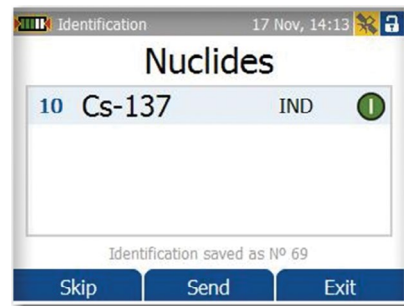 Identification 17 Nov, 14:13
Nuclides
10 Cs-137 IND I
Identification saved as Nº 69
Skip Send Exit